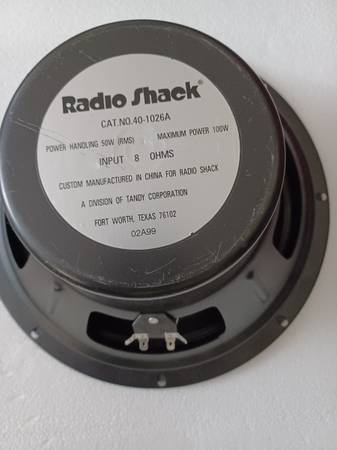 Radio Shack®
CAT.NO.40-1026A
POWER HANDLING 50W (RMS) MAXIMUM POWER 100W
INPUT 8 OHMS
CUSTOM MANUFACTURED IN CHINA FOR RADIO SHACK
A DIVISION OF TANDY CORPORATION
FORT WORTH, TEXAS 76102
02A99